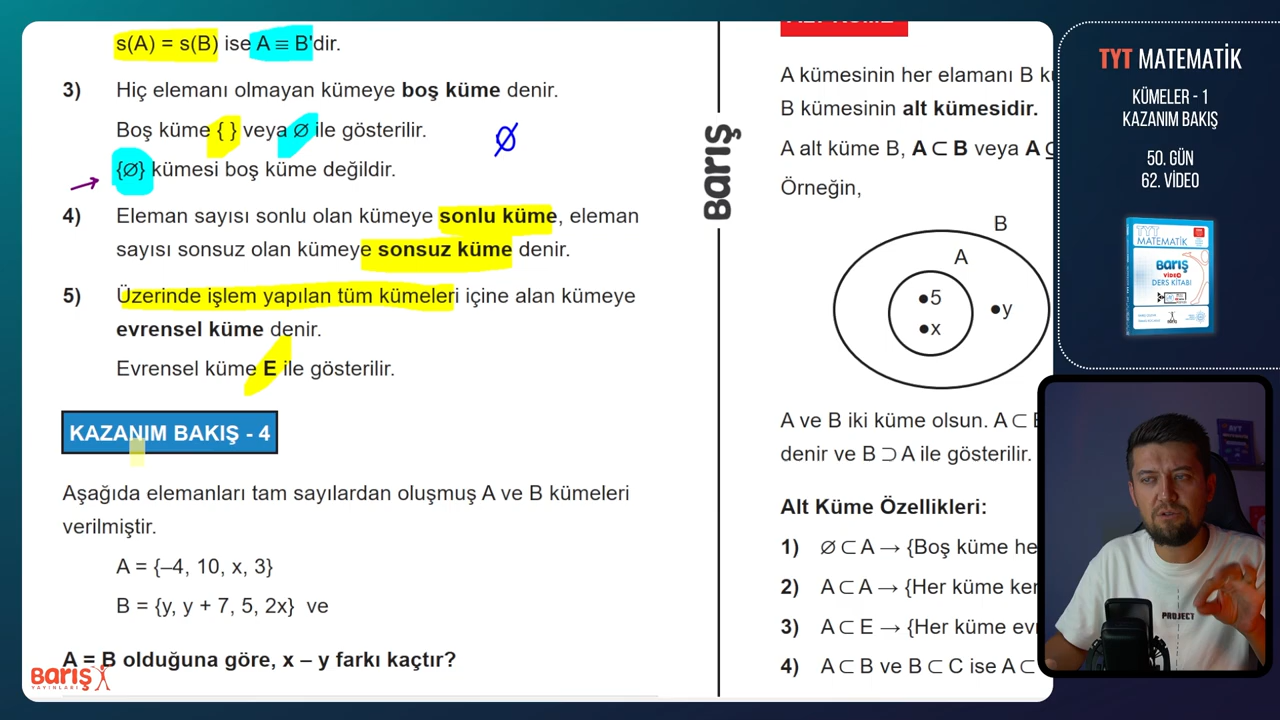 s(A) = s(B) ise A ≡ B'dir.
3) Hiç elemanı olmayan kümeye boş küme denir.
Boş küme { } veya ∅ ile gösterilir.
∅
{∅} kümesi boş küme değildir.
4) Eleman sayısı sonlu olan kümeye sonlu küme, eleman
sayısı sonsuz olan kümeye sonsuz küme denir.
5) Üzerinde işlem yapılan tüm kümeleri içine alan kümeye
evrensel küme denir.
Evrensel küme E ile gösterilir.
KAZANIM BAKIŞ - 4
Aşağıda elemanları tam sayılardan oluşmuş A ve B kümeleri
verilmiştir.
A = {–4, 10, x, 3}
B = {y, y + 7, 5, 2x} ve
A = B olduğuna göre, x – y farkı kaçtır?
Barış
YAYINLARI
Barış
A kümesinin her elamanı B
B kümesinin alt kümesidir.
A alt küme B, A ⊂ B veya A
Örneğin,
B
A
5
x
y
A ve B iki küme olsun. A ⊂
denir ve B ⊃ A ile gösterilir.
Alt Küme Özellikleri:
1) ∅ ⊂ A → {Boş küme he
2) A ⊂ A → {Her küme
3) A ⊂ E → {Her küme
4) A ⊂ B ve B ⊂ C ise A ⊂
TYT MATEMATİK
KÜMELER - 1
KAZANIM BAKIŞ
50. GÜN
62. VİDEO
TYT
MATEMATİK
Barış
VİDEO
DERS KİTABI
PROJECT